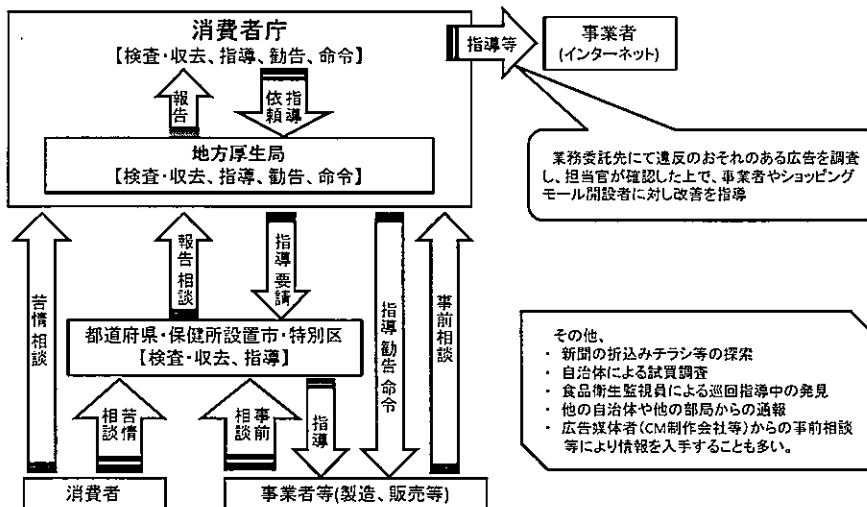 消費者庁
【検査・収去、指導、勧告、命令】
指導等
事業者
(インターネット)
報告
指導
依頼
地方厚生局
【検査・収去、指導、勧告、命令】
業務委託先にて違反のおそれのある広告を調査
し、担当官が確認した上で、事業者やショッピング
モール開設者に対し改善を指導
苦情 相談
報告 相談
指導 要請
指導 勧告 命令
事前相談
都道府県・保健所設置市・特別区
【検査・収去、指導】
苦情
相談
事前
相談
指導
消費者
事業者等(製造、販売等)
その他、
・ 新聞の折込みチラシ等の探索
・ 自治体による試買調査
・ 食品衛生監視員による巡回指導中の発見
・ 他の自治体や他の部局からの通報
・ 広告媒体者(CM制作会社等)からの事前相談
等により情報を入手することも多い。